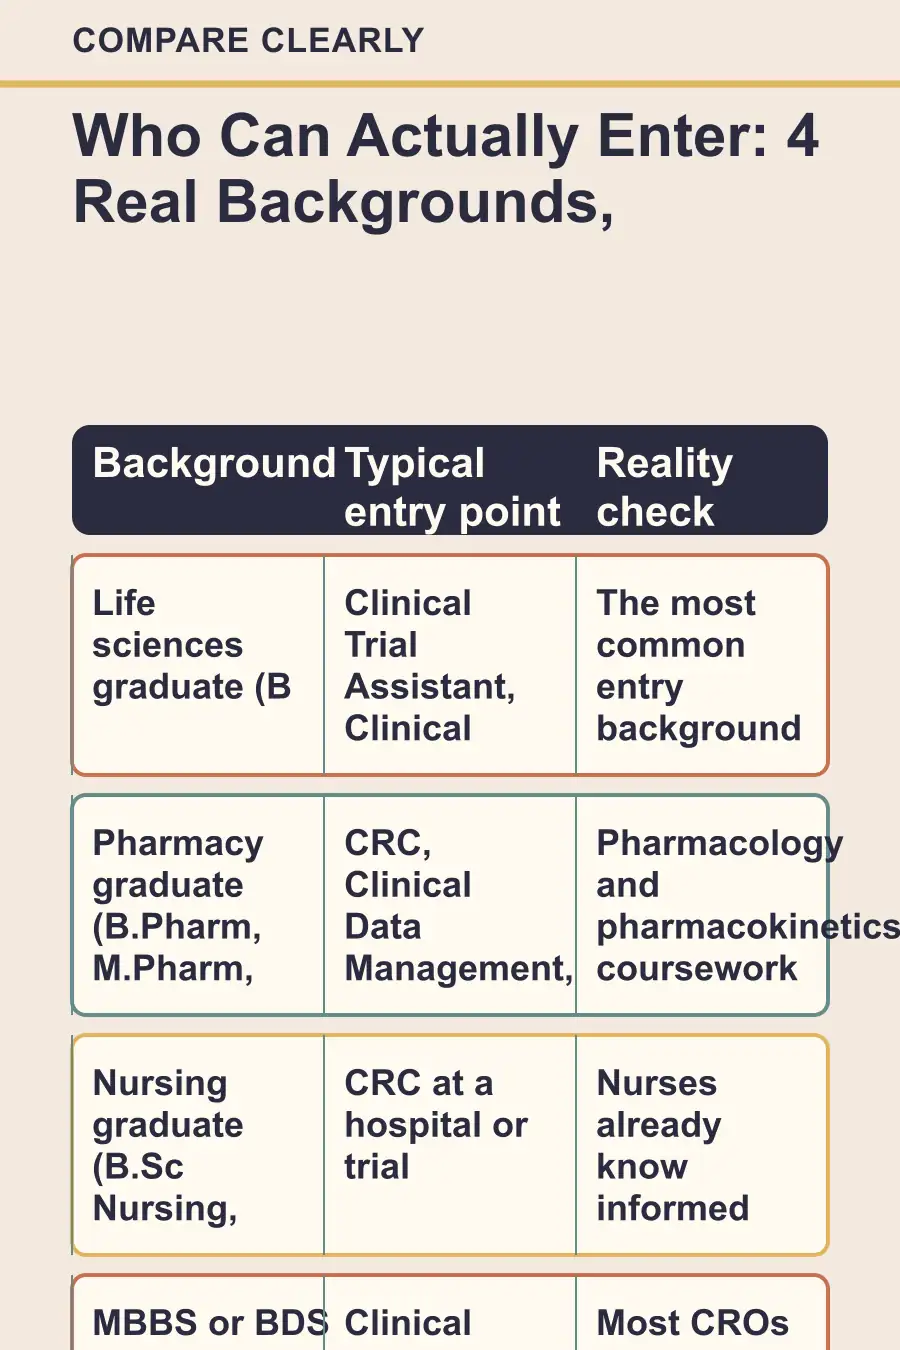 COMPARE CLEARLY
Who Can Actually Enter: 4
Real Backgrounds,
Background
Typical
entry point
Reality
check
Life
sciences
graduate (B
Clinical
Trial
Assistant,
Clinical
The most
common
entry
background
Pharmacy
graduate
(B.Pharm,
M.Pharm,
CRC,
Clinical
Data
Management,
Pharmacology
and
pharmacokinetics
coursework
Nursing
graduate
(B.Sc
Nursing,
CRC at a
hospital or
trial
Nurses
already
know
informed
MBBS or BDS
Clinical
Most CROs